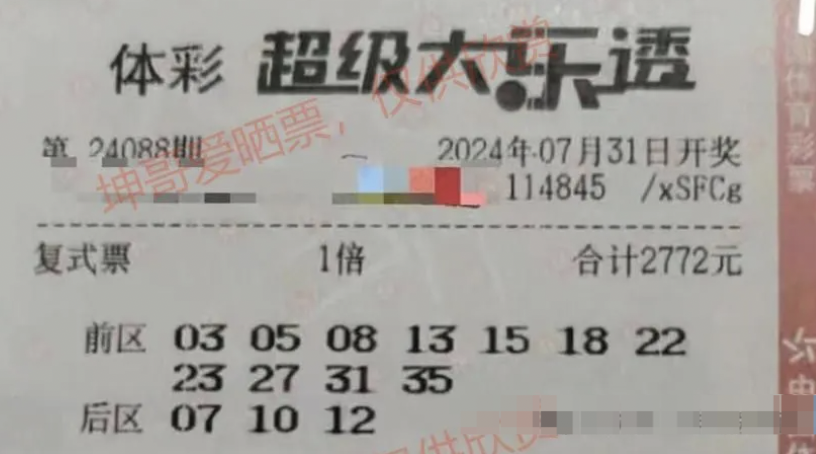 体彩 超级大乐透
第 24088期 2024年07月31日开奖
114845 /xSFCg
复式票 1倍 合计2772元
前区 03 05 08 13 15 18 22
23 27 31 35
后区 07 10 12
坤哥爱晒票，仅供欣赏
供欣赏
体育彩票
中